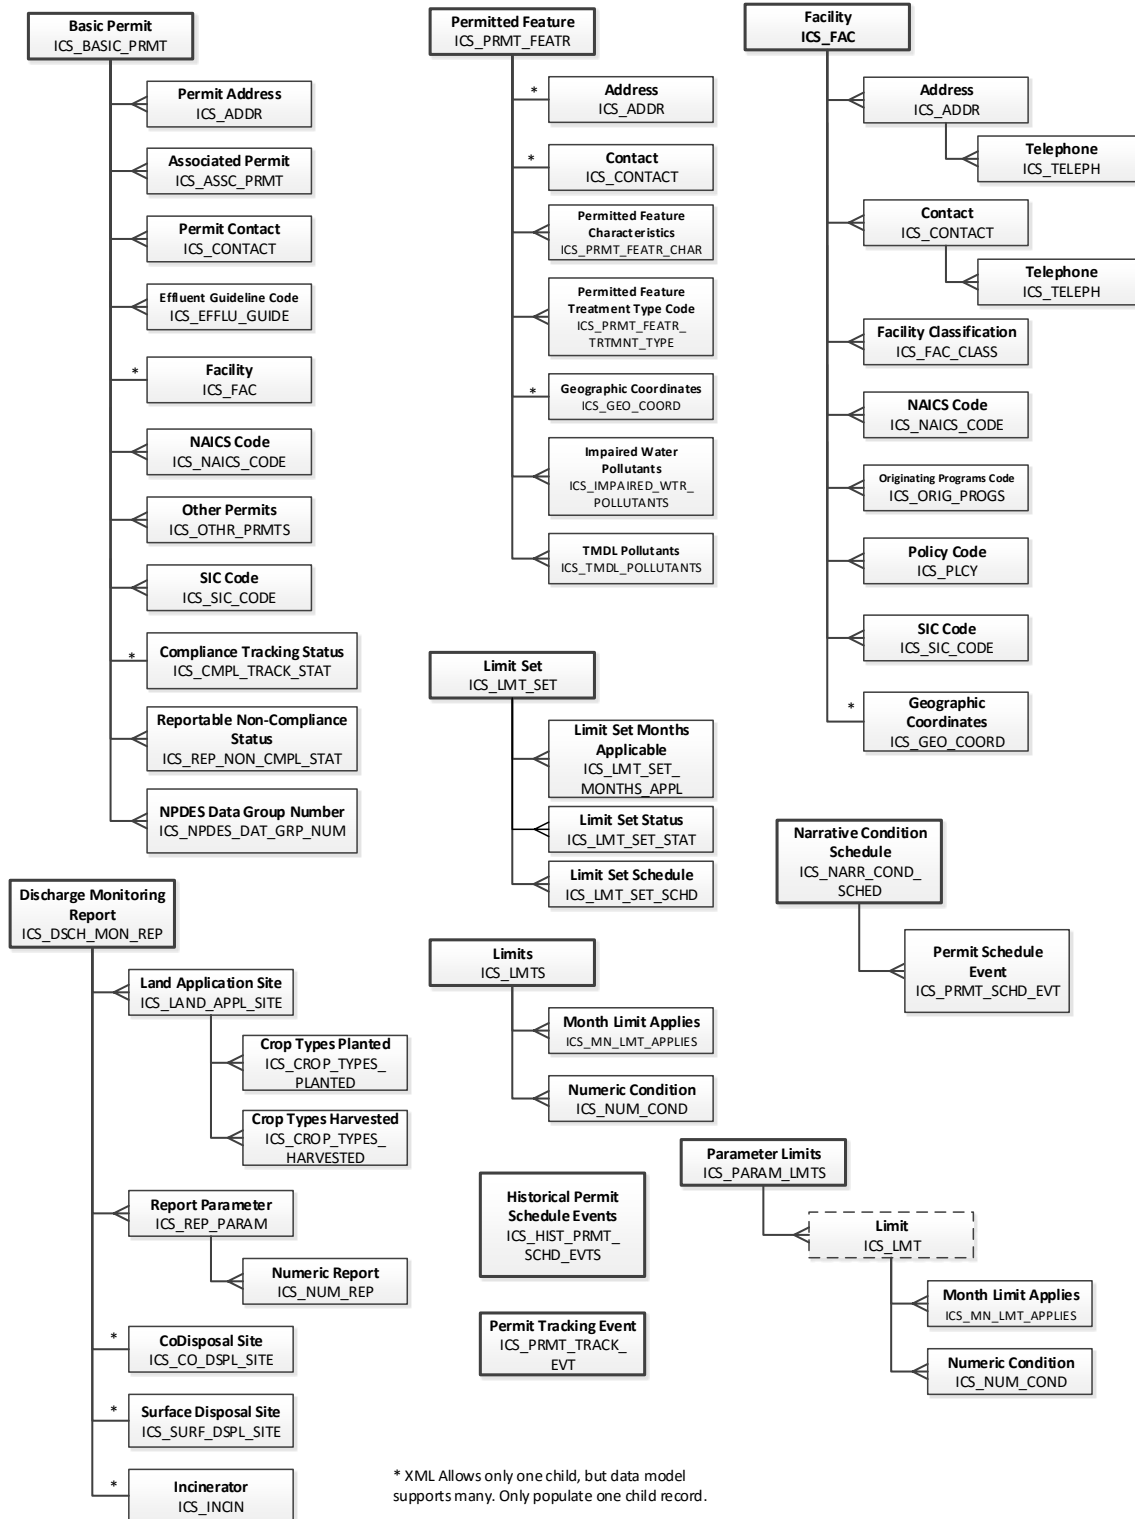 Basic Permit
ICS_BASIC_PRMT
Permit Address
ICS_ADDR
Associated Permit
ICS_ASSC_PRMT
Permit Contact
ICS_CONTACT
Effluent Guideline Code
ICS_EFFLU_GUIDE
*
Facility
ICS_FAC
NAICS Code
ICS_NAICS_CODE
Other Permits
ICS_OTHR_PRMTS
SIC Code
ICS_SIC_CODE
*
Compliance Tracking Status
ICS_CMPL_TRACK_STAT
Reportable Non-Compliance
Status
ICS_REP_NON_CMPL_STAT
NPDES Data Group Number
ICS_NPDES_DAT_GRP_NUM
Discharge Monitoring
Report
ICS_DSCH_MON_REP
Land Application Site
ICS_LAND_APPL_SITE
Crop Types Planted
ICS_CROP_TYPES_
PLANTED
Crop Types Harvested
ICS_CROP_TYPES_
HARVESTED
Report Parameter
ICS_REP_PARAM
Numeric Report
ICS_NUM_REP
*
CoDisposal Site
ICS_CO_DSPL_SITE
*
Surface Disposal Site
ICS_SURF_DSPL_SITE
*
Incinerator
ICS_INCIN
Permitted Feature
ICS_PRMT_FEATR
*
Address
ICS_ADDR
*
Contact
ICS_CONTACT
Permitted Feature
Characteristics
ICS_PRMT_FEATR_CHAR
Permitted Feature
Treatment Type Code
ICS_PRMT_FEATR_
TRTMNT_TYPE
*
Geographic Coordinates
ICS_GEO_COORD
Impaired Water
Pollutants
ICS_IMPAIRED_WTR_
POLLUTANTS
TMDL Pollutants
ICS_TMDL_POLLUTANTS
Limit Set
ICS_LMT_SET
Limit Set Months
Applicable
ICS_LMT_SET_
MONTHS_APPL
Limit Set Status
ICS_LMT_SET_STAT
Limit Set Schedule
ICS_LMT_SET_SCHD
Limits
ICS_LMTS
Month Limit Applies
ICS_MN_LMT_APPLIES
Numeric Condition
ICS_NUM_COND
Historical Permit
Schedule Events
ICS_HIST_PRMT_
SCHD_EVTS
Permit Tracking Event
ICS_PRMT_TRACK_
EVT
Facility
ICS_FAC
Address
ICS_ADDR
Telephone
ICS_TELEPH
Contact
ICS_CONTACT
Telephone
ICS_TELEPH
Facility Classification
ICS_FAC_CLASS
NAICS Code
ICS_NAICS_CODE
Originating Programs Code
ICS_ORIG_PROGS
Policy Code
ICS_PLCY
SIC Code
ICS_SIC_CODE
*
Geographic
Coordinates
ICS_GEO_COORD
Narrative Condition
Schedule
ICS_NARR_COND_
SCHED
Permit Schedule
Event
ICS_PRMT_SCHD_EVT
Parameter Limits
ICS_PARAM_LMTS
Limit
ICS_LMT
Month Limit Applies
ICS_MN_LMT_APPLIES
Numeric Condition
ICS_NUM_COND
* XML Allows only one child, but data model
supports many. Only populate one child record.